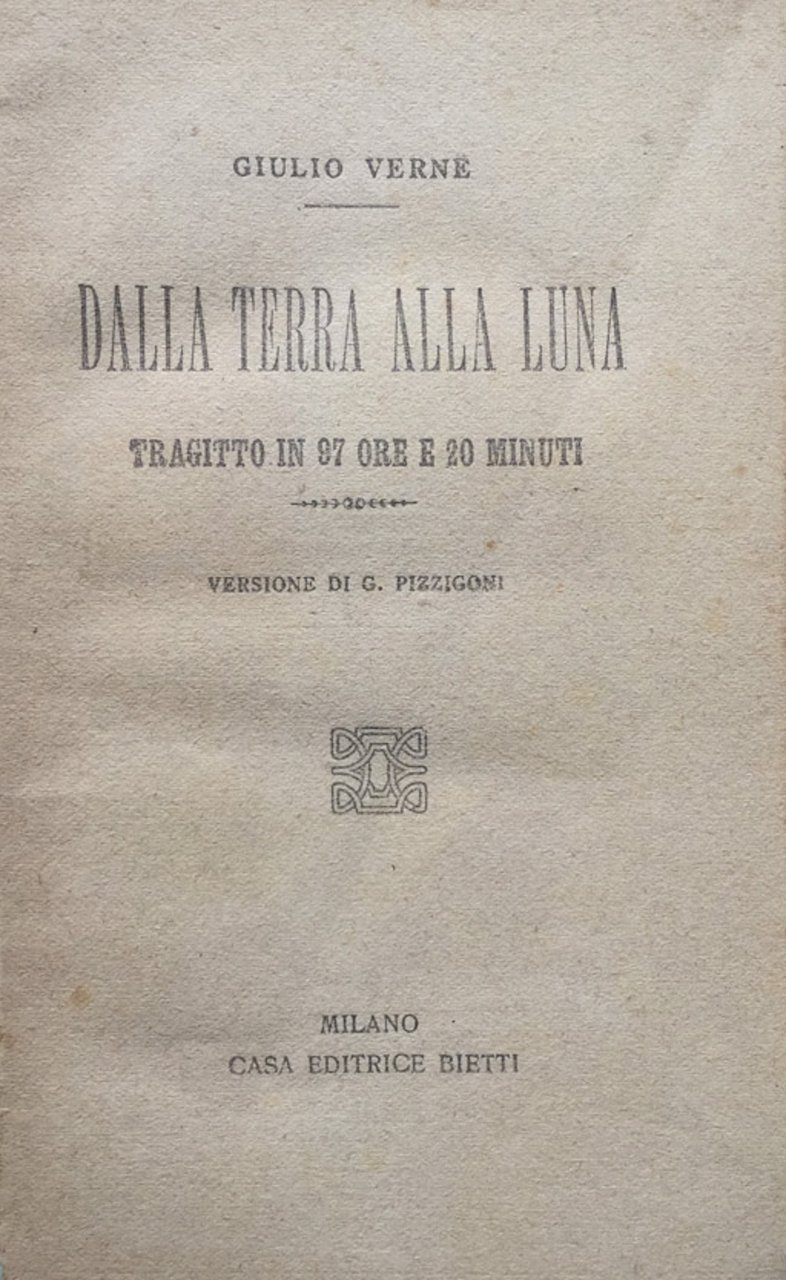 GIULIO VERNE
DALLA TERRA ALLA LUNA
TRAGITTO IN 97 ORE E 20 MINUTI
VERSIONE DI G. PIZZIGONI
MILANO
CASA EDITRICE BIETTI